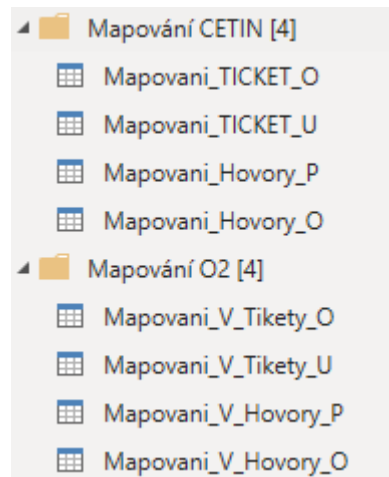 Mapování CETIN [4]
Mapovani_TICKET_O
Mapovani_TICKET_U
Mapovani_Hovory_P
Mapovani_Hovory_O
Mapování O2 [4]
Mapovani_V_Tikety_O
Mapovani_V_Tikety_U
Mapovani_V_Hovory_P
Mapovani_V_Hovory_O